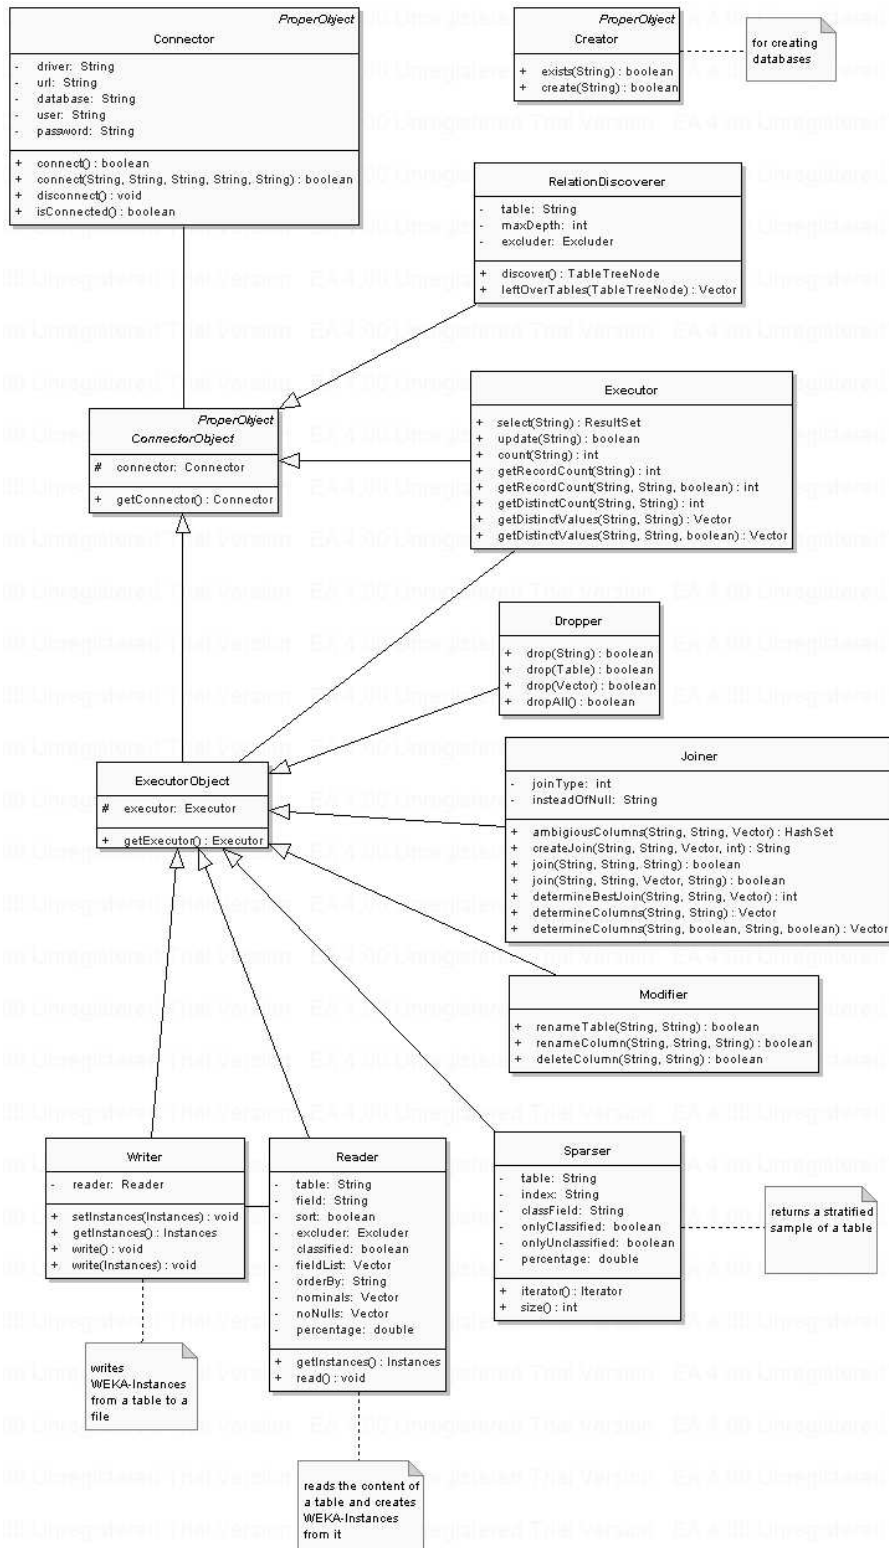 ProperObject
Connector
- driver: String
- url: String
- database: String
- user: String
- password: String
+ connect() : boolean
+ connect(String, String, String, String, String) : boolean
+ disconnect() : void
+ isConnected() : boolean
ProperObject
Creator
+ exists(String) : boolean
+ create(String) : boolean
for creating
databases
RelationDiscoverer
- table: String
- maxDepth: int
- excluder: Excluder
+ discover() : TableTreeNode
+ leftOverTables(TableTreeNode) : Vector
ProperObject
ConnectorObject
# connector: Connector
+ getConnector() : Connector
Executor
+ select(String) : ResultSet
+ update(String) : boolean
+ count(String) : int
+ getRecordCount(String) : int
+ getRecordCount(String, String, boolean) : int
+ getDistinctCount(String, String) : int
+ getDistinctValues(String, String) : Vector
+ getDistinctValues(String, String, boolean) : Vector
Dropper
+ drop(String) : boolean
+ drop(Table) : boolean
+ drop(Vector) : boolean
+ dropAll() : boolean
ExecutorObject
# executor: Executor
+ getExecutor() : Executor
Joiner
- joinType: int
- insteadOfNull: String
+ ambigiousColumns(String, String, Vector) : HashSet
+ createJoin(String, String, Vector, int) : String
+ join(String, String, String) : boolean
+ join(String, String, Vector, String) : boolean
+ determineBestJoin(String, String, Vector) : int
+ determineColumns(String, String) : Vector
+ determineColumns(String, boolean, String, boolean) : Vector
Modifier
+ renameTable(String, String) : boolean
+ renameColumn(String, String, String) : boolean
+ deleteColumn(String, String) : boolean
Writer
- reader: Reader
+ setInstances(Instances) : void
+ getInstances() : Instances
+ write() : void
+ write(Instances) : void
Reader
- table: String
- field: String
- sort: boolean
- excluder: Excluder
- classified: boolean
- fieldList: Vector
- orderBy: String
- nominals: Vector
- noNulls: Vector
- percentage: double
+ getInstances() : Instances
+ read() : void
Sparser
- table: String
- index: String
- classField: String
- onlyClassified: boolean
- onlyUnclassified: boolean
- percentage: double
+ iterator() : Iterator
+ size() : int
returns a stratified
sample of a table
writes
WEKA-Instances
from a table to a
file
reads the content of
a table and creates
WEKA-Instances
from it